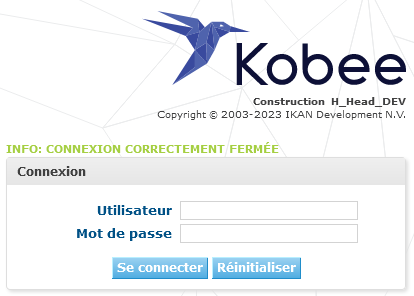 Kobee
Construction H_Head_DEV
Copyright © 2003-2023 IKAN Development N.V.
INFO: CONNEXION CORRECTEMENT FERMÉE
Connexion
Utilisateur
Mot de passe
Se connecter Réinitialiser